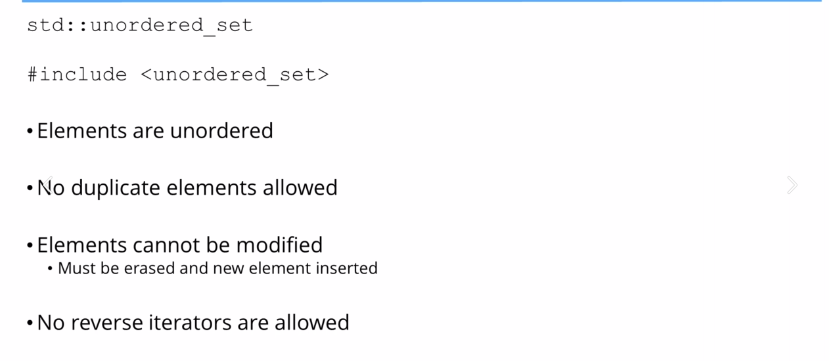 std::unordered_set
#include <unordered_set>
• Elements are unordered
• No duplicate elements allowed
• Elements cannot be modified
• Must be erased and new element inserted
• No reverse iterators are allowed